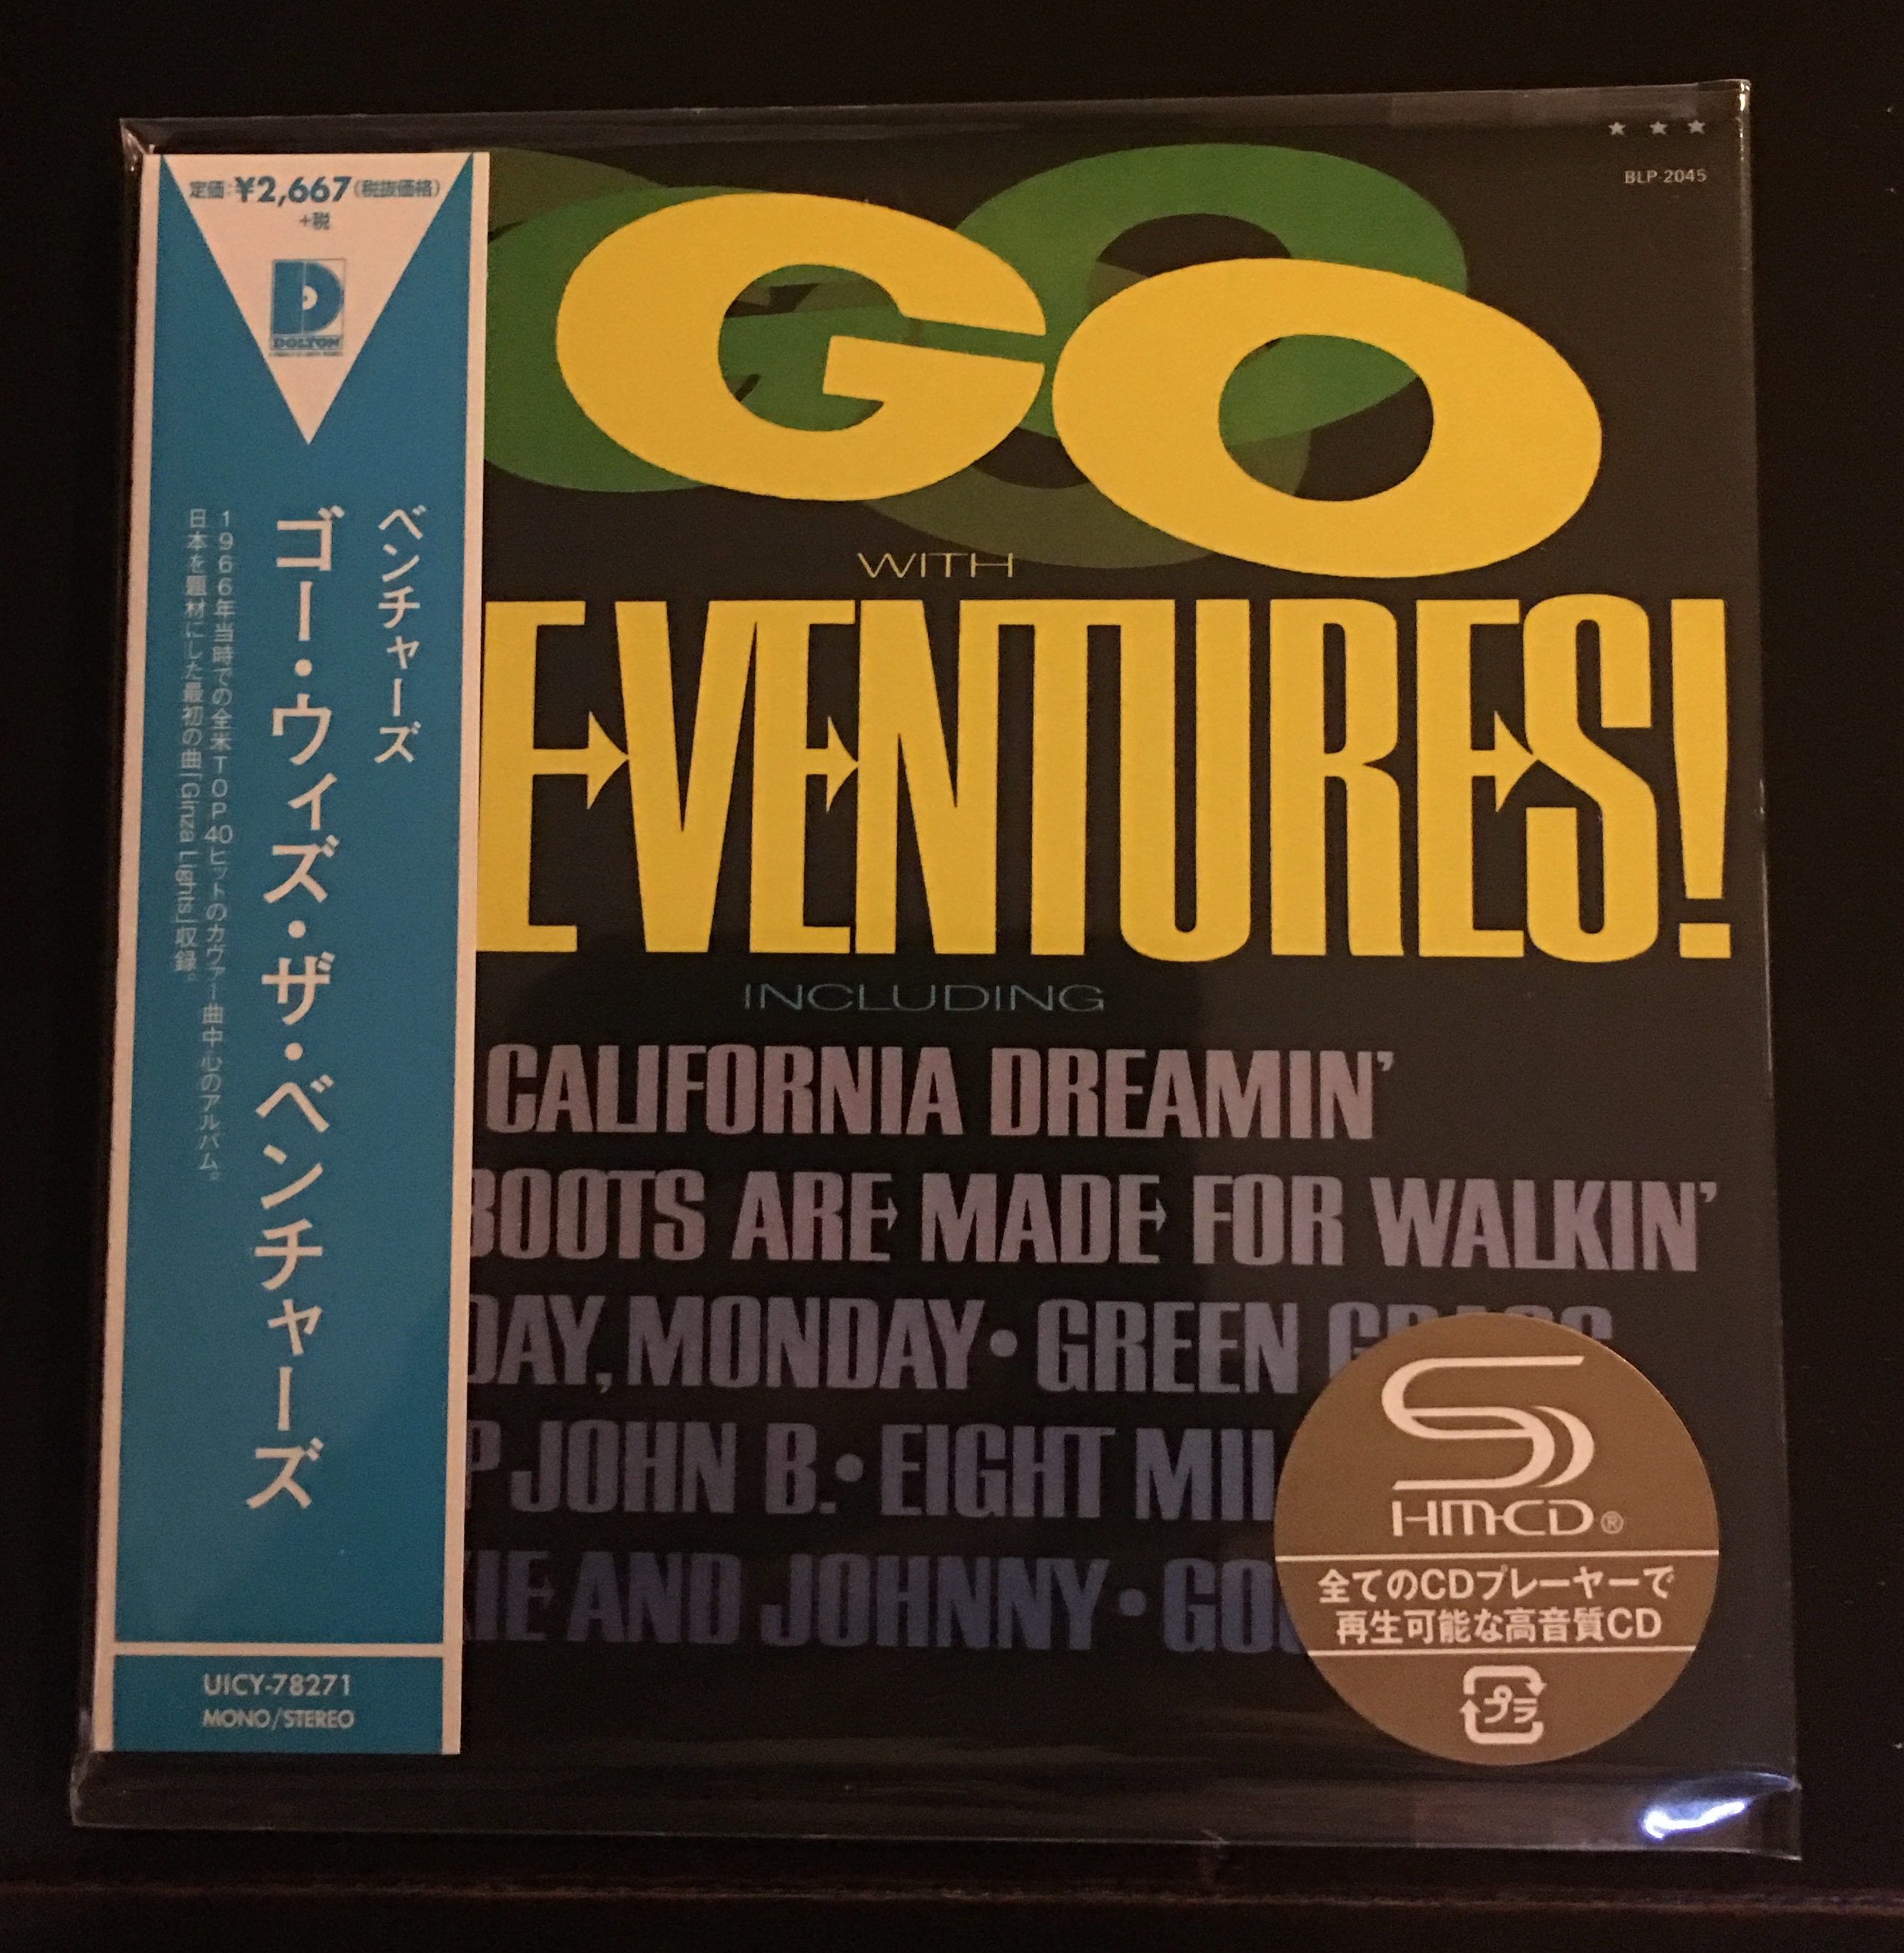 定価:¥2,667(税抜価格)
+税
D
DOLTON
ベンチャーズ
ゴー・ウィズ・ザ・ベンチャーズ
1966年当時での全米TOP40ヒットのカヴァー曲中心のアルバム。
日本を題材にした最初の曲「Ginza Lights」収録。
UICY-78271
MONO/STEREO
BLP-2045
GO
WITH
E VENTURES!
INCLUDING
CALIFORNIA DREAMIN'
BOOTS ARE MADE FOR WALKIN'
DAY, MONDAY • GREEN GRASS
P JOHN B. • EIGHT MIL
KIE AND JOHNNY • GOO
SHM-CD®
全てのCDプレーヤーで
再生可能な高音質CD
プラ